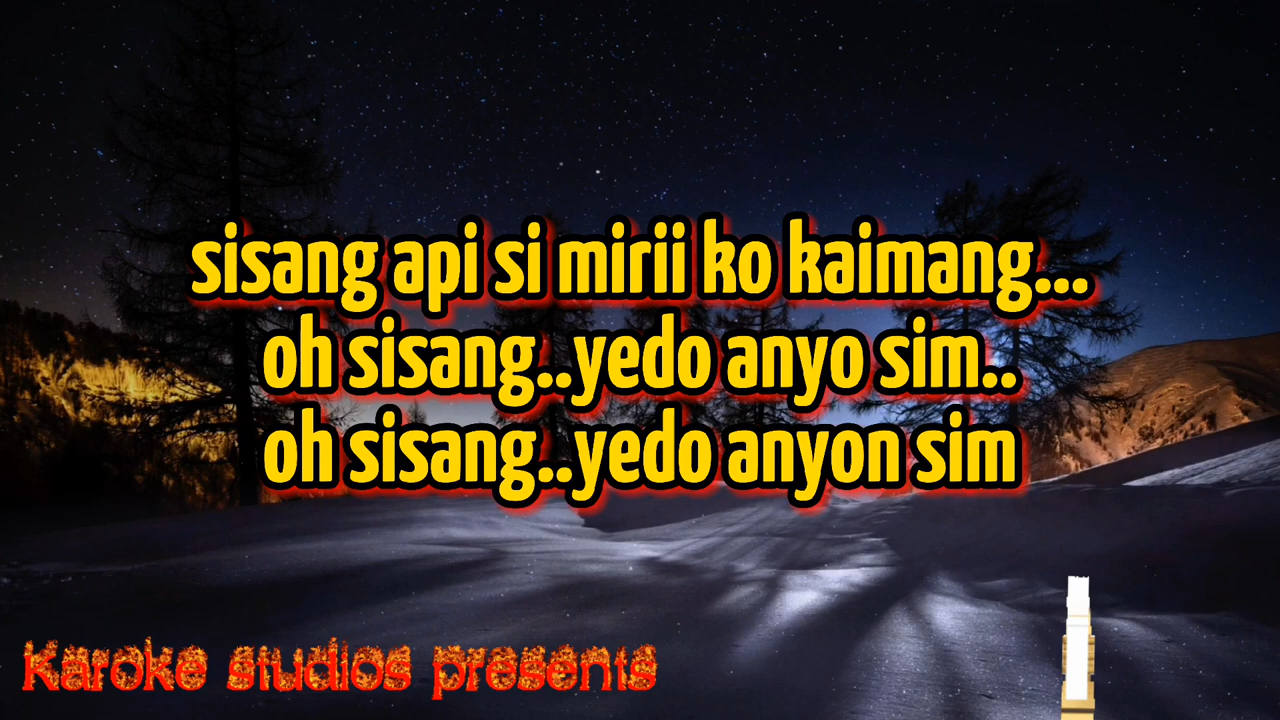 sisang api si mirii ko kaimang...
oh sisang..yedo anyo sim..
oh sisang..yedo anyon sim
Karoke studios presents